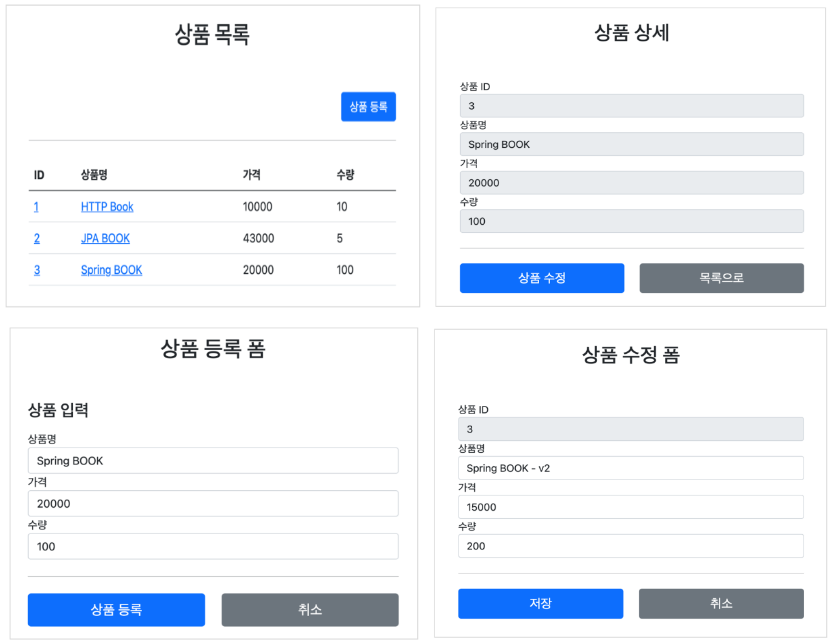 상품 목록
상품 등록
ID 상품명 가격 수량
1 HTTP Book 10000 10
2 JPA BOOK 43000 5
3 Spring BOOK 20000 100
상품 상세
상품 ID
3
상품명
Spring BOOK
가격
20000
수량
100
상품 수정 목록으로
상품 등록 폼
상품 입력
상품명
Spring BOOK
가격
20000
수량
100
상품 등록 취소
상품 수정 폼
상품 ID
3
상품명
Spring BOOK - v2
가격
15000
수량
200
저장 취소